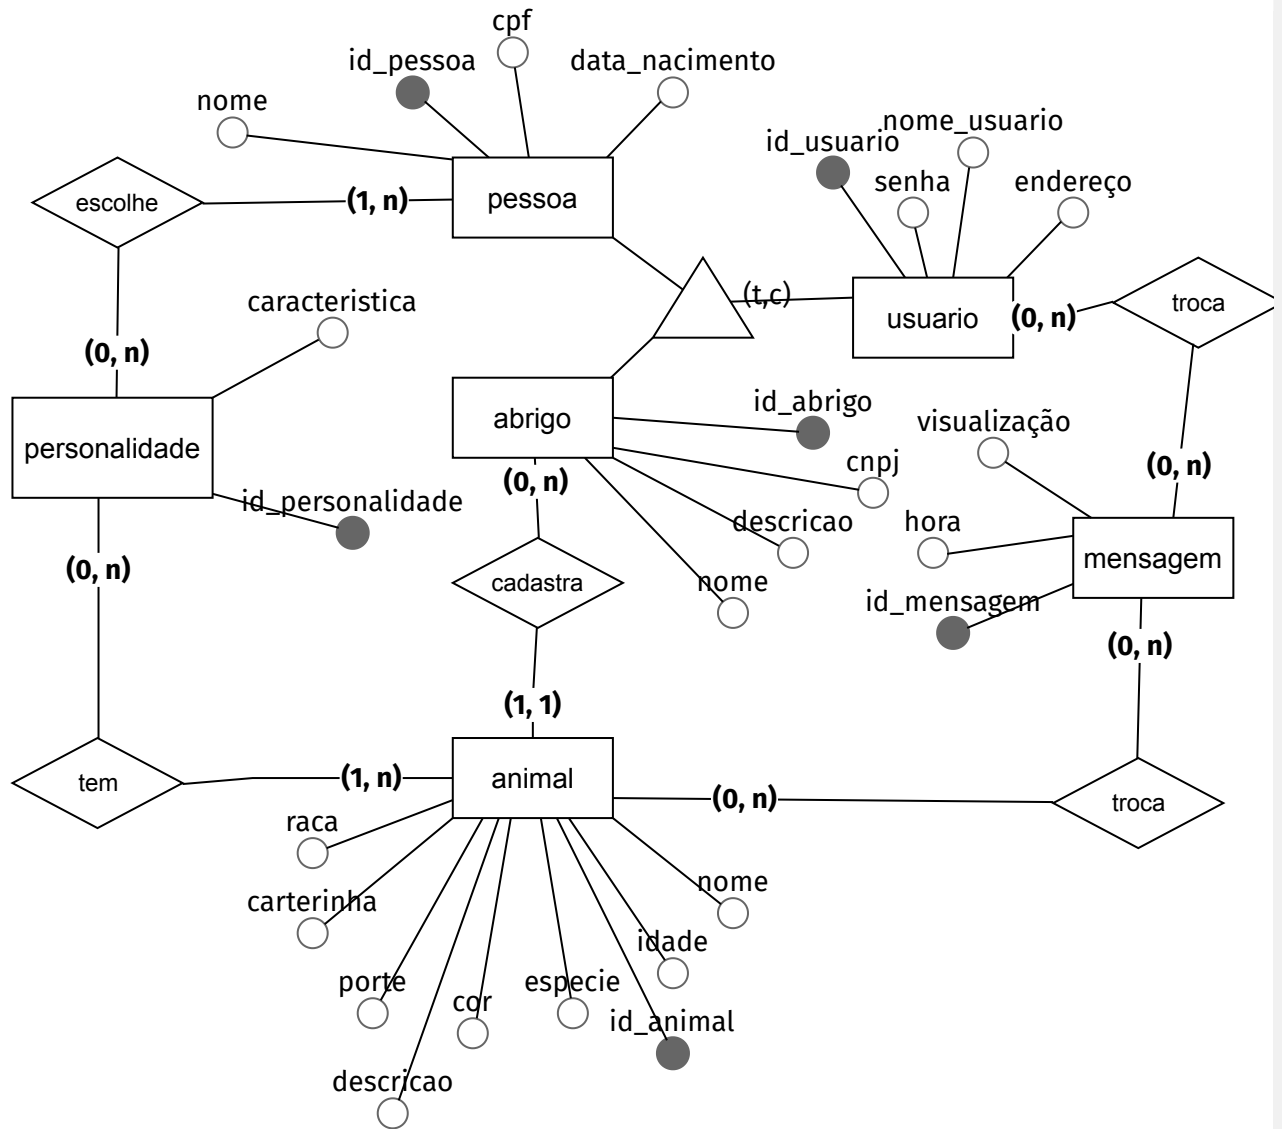 cpf
id_pessoa
data_nacimento
nome
nome_usuario
id_usuario
senha
endereço
escolhe
(1, n)
pessoa
caracteristica
(t,c)
usuario
(0, n)
troca
(0, n)
personalidade
abrigo
id_abrigo
visualização
cnpj
(0, n)
(0, n)
id_personalidade
descricao
hora
mensagem
(0, n)
cadastra
nome
id_mensagem
(0, n)
(1, 1)
tem
(1, n)
animal
(0, n)
troca
raca
carterinha
nome
idade
porte
cor
especie
id_animal
descricao